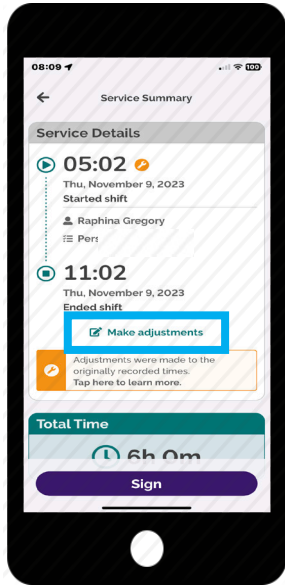 08:09
100
Service Summary
Service Details
05:02
Thu, November 9, 2023
Started shift
Raphina Gregory
Pers
11:02
Thu, November 9, 2023
Ended shift
Make adjustments
Adjustments were made to the
originally recorded times.
Tap here to learn more.
Total Time
6h 0m
Sign